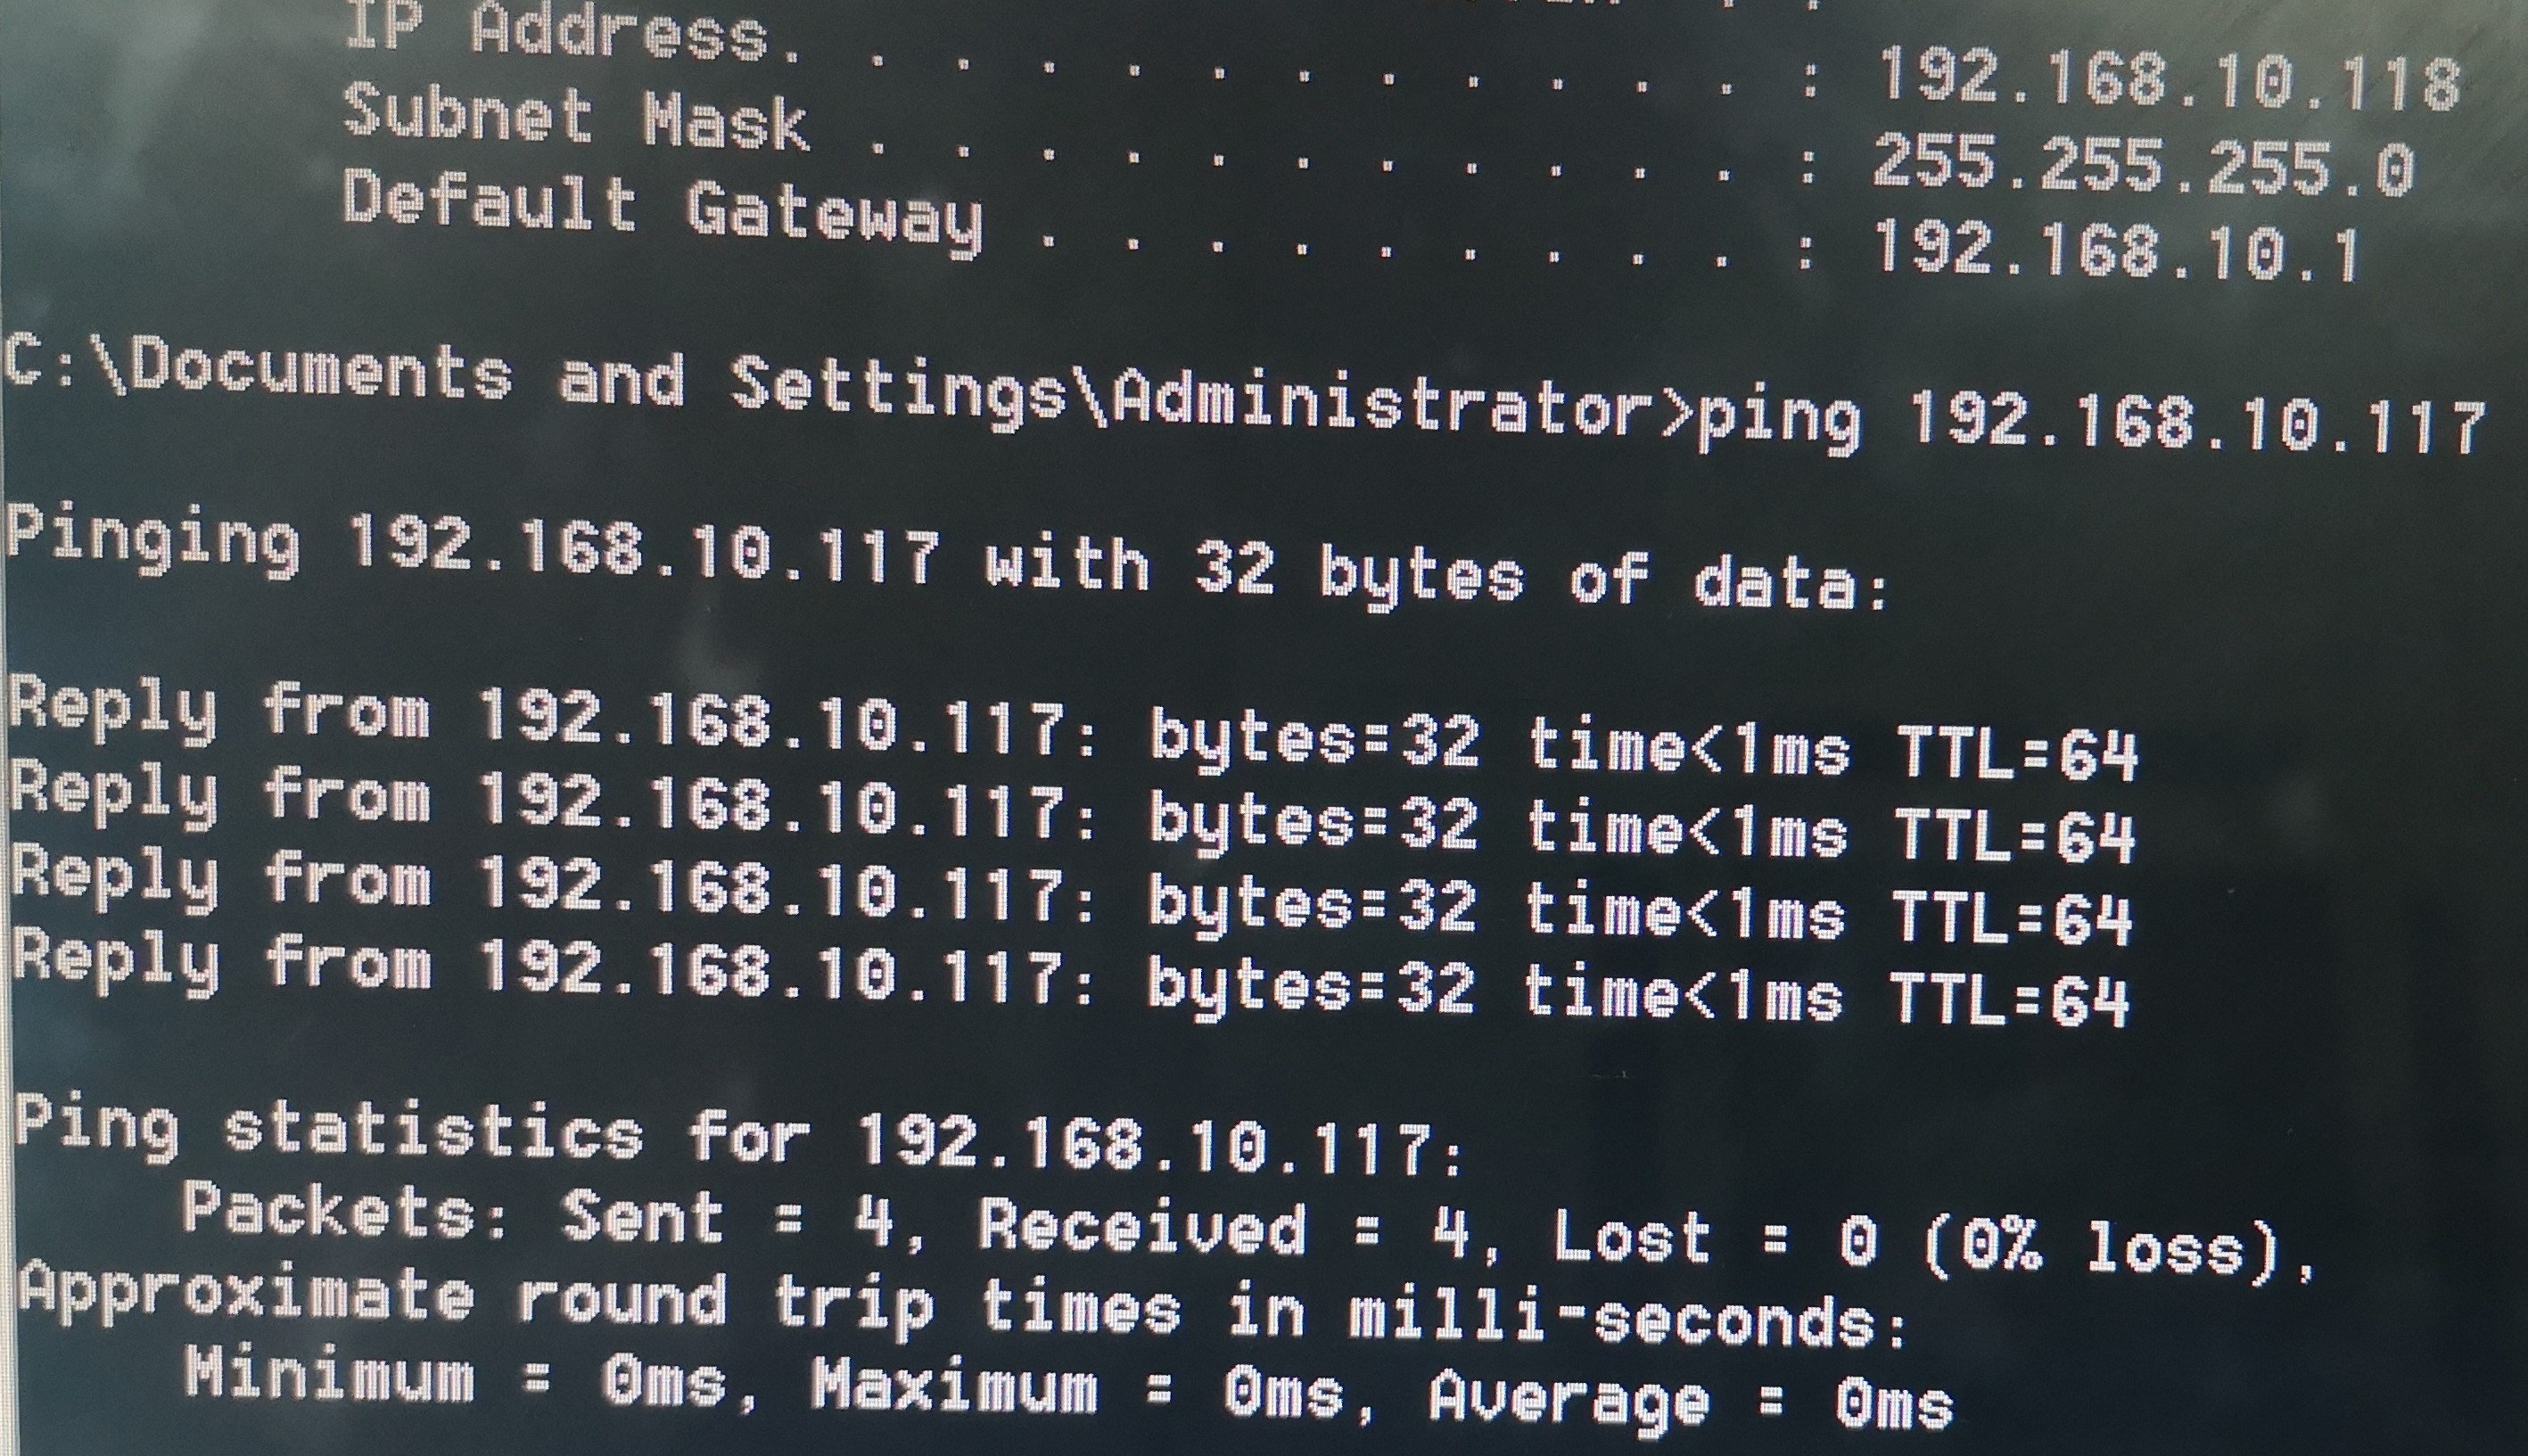 IP Address. . . . . . . . . . . . : 192.168.10.118
Subnet Mask . . . . . . . . . . . : 255.255.255.0
Default Gateway . . . . . . . . . : 192.168.10.1
C:\Documents and Settings\Administrator>ping 192.168.10.117
Pinging 192.168.10.117 with 32 bytes of data:
Reply from 192.168.10.117: bytes=32 time<1ms TTL=64
Reply from 192.168.10.117: bytes=32 time<1ms TTL=64
Reply from 192.168.10.117: bytes=32 time<1ms TTL=64
Reply from 192.168.10.117: bytes=32 time<1ms TTL=64
Ping statistics for 192.168.10.117:
Packets: Sent = 4, Received = 4, Lost = 0 (0% loss),
Approximate round trip times in milli-seconds:
Minimum = 0ms, Maximum = 0ms, Average = 0ms